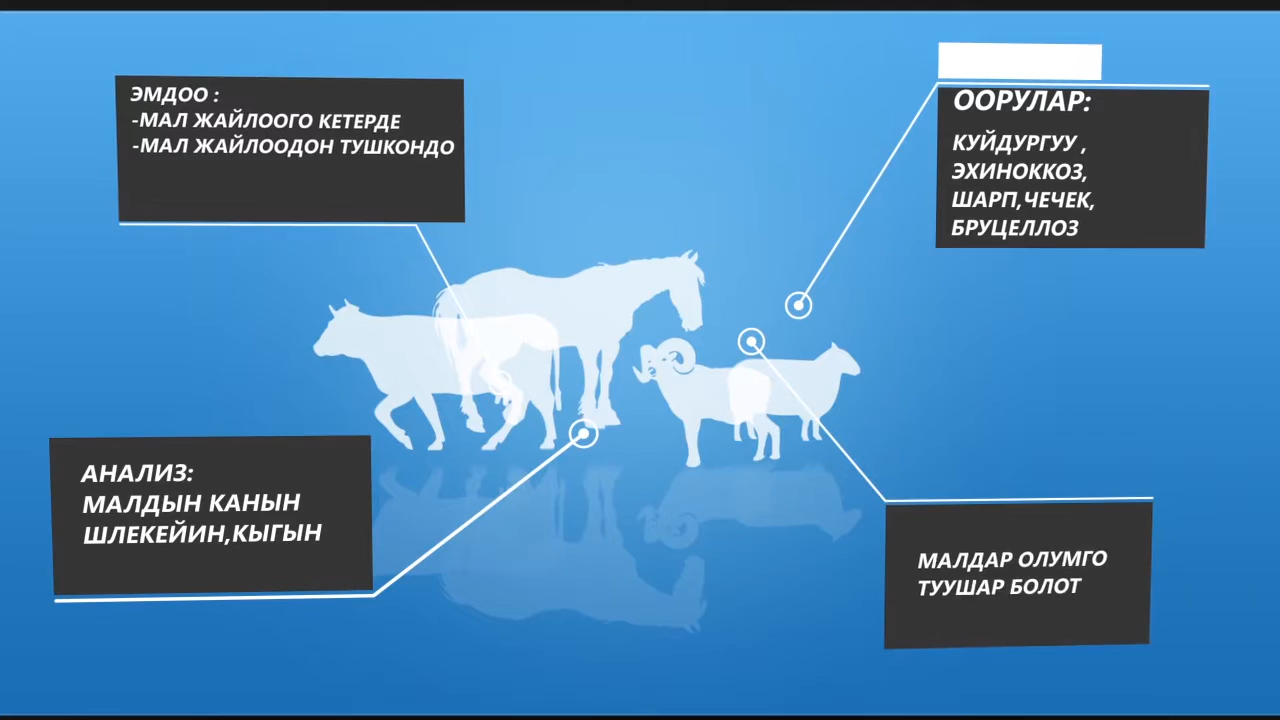 ЭМДОО :
-МАЛ ЖАЙЛООГО КЕТЕРДЕ
-МАЛ ЖАЙЛООДОН ТУШКОНДО
ООРУЛАР:
КУЙДУРГУУ ,
ЭХИНОККОЗ,
ШАРП,ЧЕЧЕК,
БРУЦЕЛЛОЗ
АНАЛИЗ:
МАЛДЫН КАНЫН
ШЛЕКЕЙИН,КЫГЫН
МАЛДАР ОЛУМГО
ТУУШАР БОЛОТ